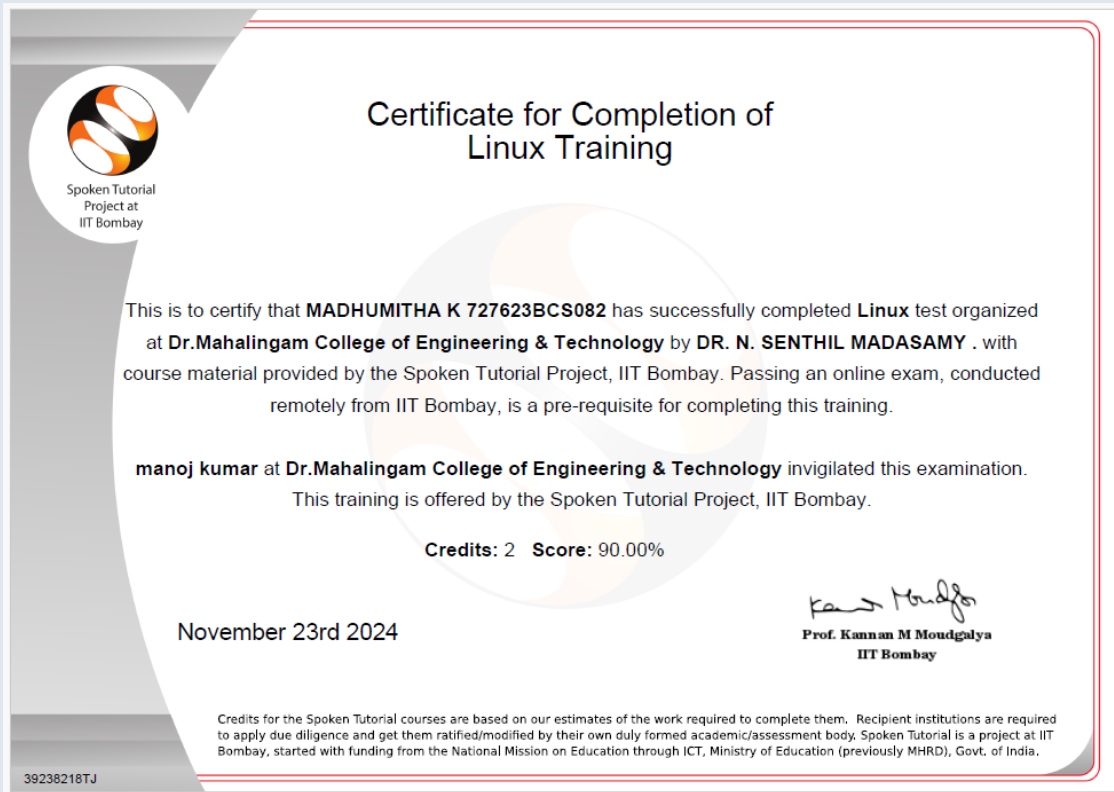 Spoken Tutorial
Project at
IIT Bombay
Certificate for Completion of
Linux Training
This is to certify that MADHUMITHA K 727623BCS082 has successfully completed Linux test organized
at Dr.Mahalingam College of Engineering & Technology by DR. N. SENTHIL MADASAMY . with
course material provided by the Spoken Tutorial Project, IIT Bombay. Passing an online exam, conducted
remotely from IIT Bombay, is a pre-requisite for completing this training.
manoj kumar at Dr.Mahalingam College of Engineering & Technology invigilated this examination.
This training is offered by the Spoken Tutorial Project, IIT Bombay.
Credits: 2 Score: 90.00%
November 23rd 2024
Prof. Kannan M Moudgalya
IIT Bombay
Credits for the Spoken Tutorial courses are based on our estimates of the work required to complete them. Recipient institutions are required
to apply due diligence and get them ratified/modified by their own duly formed academic/assessment body. Spoken Tutorial is a project at IIT
Bombay, started with funding from the National Mission on Education through ICT, Ministry of Education (previously MHRD), Govt. of India.
39238218TJ